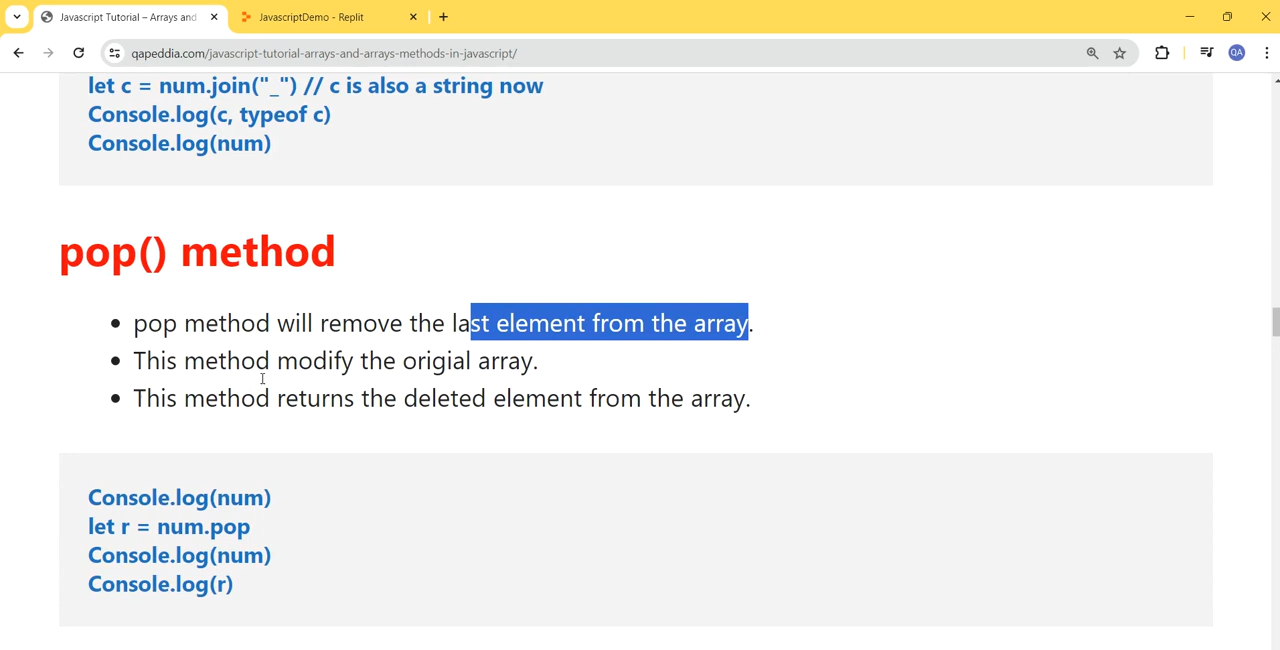 Javascript Tutorial – Arrays and
JavascriptDemo - Replit
qapeddia.com/javascript-tutorial-arrays-and-arrays-methods-in-javascript/
QA
let c = num.join("_") // c is also a string now
Console.log(c, typeof c)
Console.log(num)
pop() method
• pop method will remove the last element from the array.
• This method modify the origial array.
• This method returns the deleted element from the array.
Console.log(num)
let r = num.pop
Console.log(num)
Console.log(r)